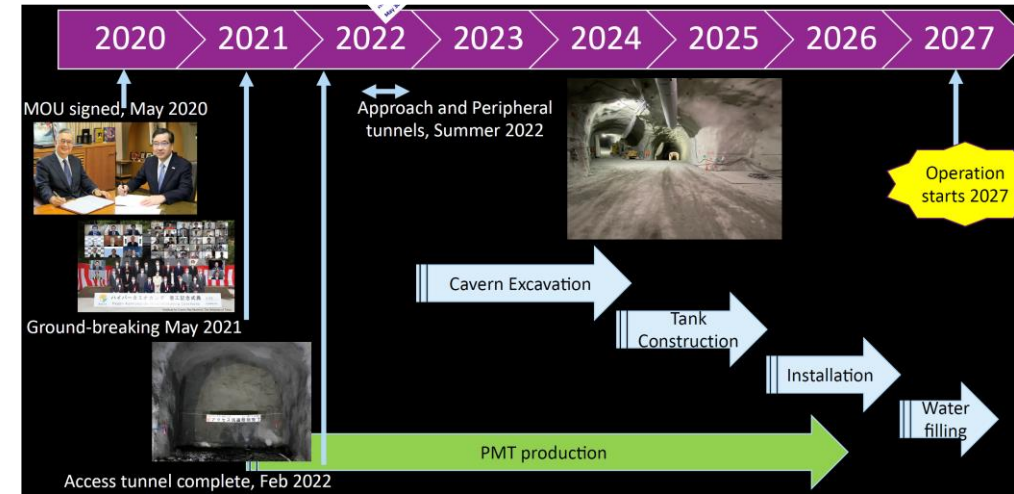 May 20
2020
2021
2022
2023
2024
2025
2026
2027
MOU signed, May 2020
Approach and Peripheral
tunnels, Summer 2022
Operation
starts 2027
Ground-breaking May 2021
Cavern Excavation
Tank
Construction
Installation
Water
filling
PMT production
Access tunnel complete, Feb 2022